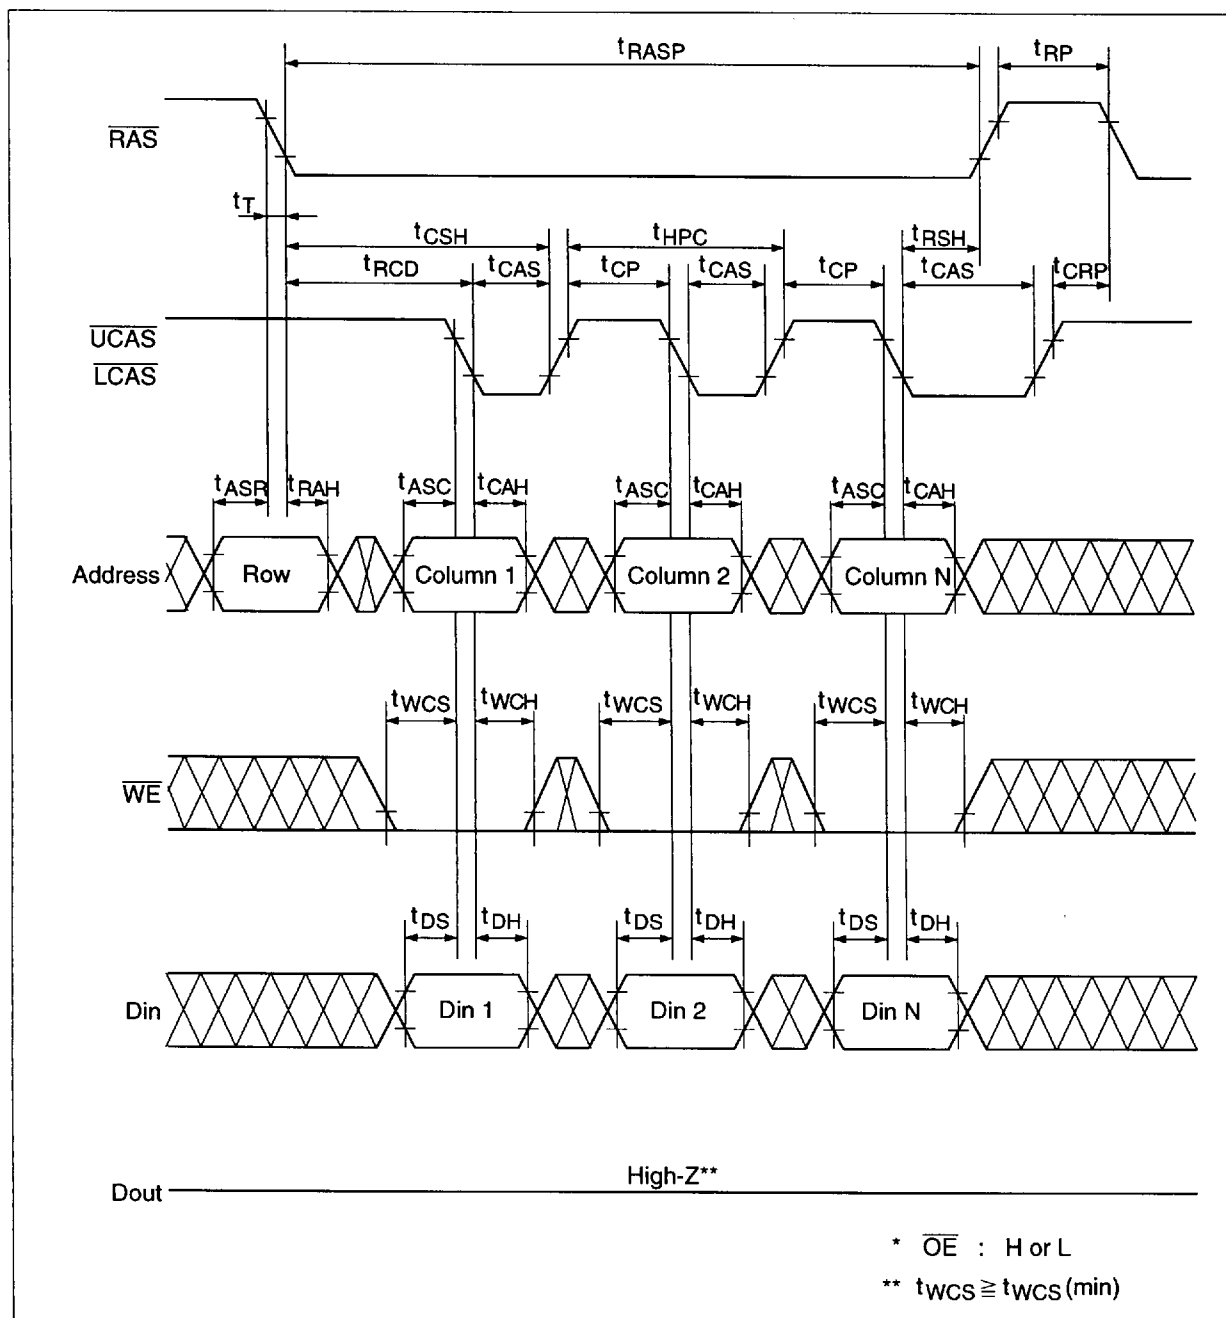 tRASP tRP
RAS
tT
tCSH tHPC tRSH
tRCD tCAS tCP tCAS tCP tCAS tCRP
UCAS
LCAS
tASR tRAH tASC tCAH tASC tCAH tASC tCAH
Address Row Column 1 Column 2 Column N
tWCS tWCH tWCS tWCH tWCS tWCH
WE
tDS tDH tDS tDH tDS tDH
Din Din 1 Din 2 Din N
High-Z**
Dout
* OE : H or L
** tWCS ≧ tWCS (min)